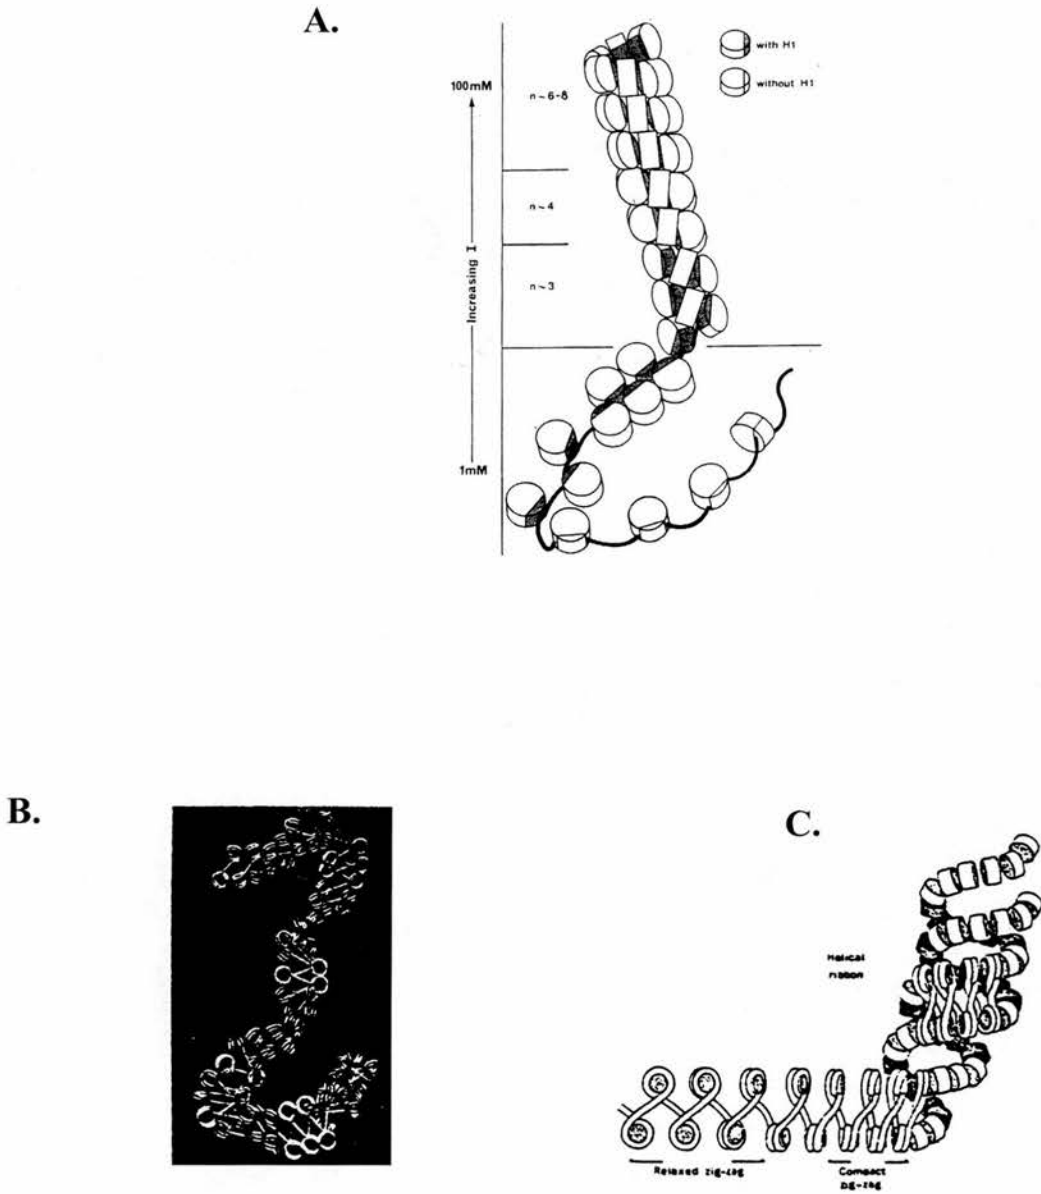 A.
with H1
without H1
100mM
n~6-8
n~4
Increasing I
n~3
1mM
B.
C.
Helical
ribbon
Relaxed zig-zag
Compact
zig-zag